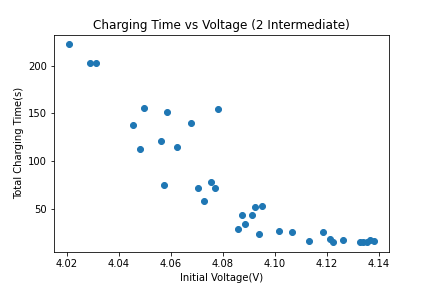 Charging Time vs Voltage (2 Intermediate)
Total Charging Time(s)
200
150
100
50
4.02 4.04 4.06 4.08 4.10 4.12 4.14
Initial Voltage(V)